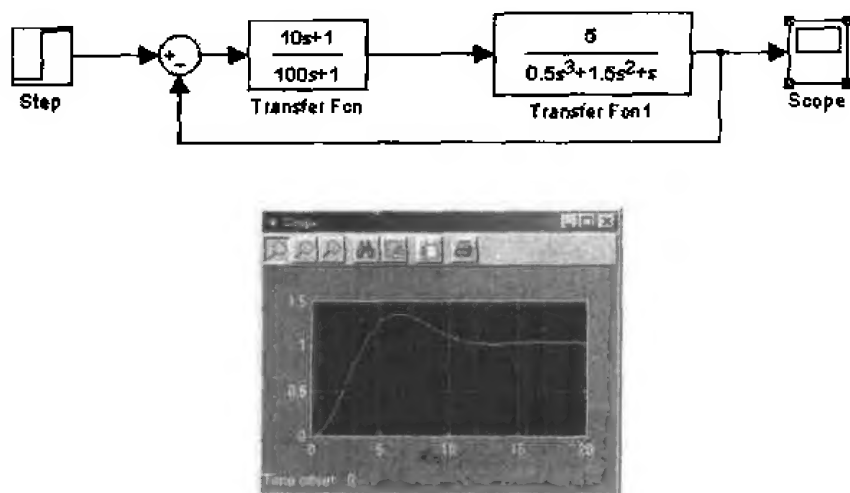 10s+1
100s+1
5
0.5s³+1.5s²+s
Step
Transfer Fcn
Transfer Fcn1
Scope
1.5
1
0.5
0
0
5
10
15
20
Time offset: 0